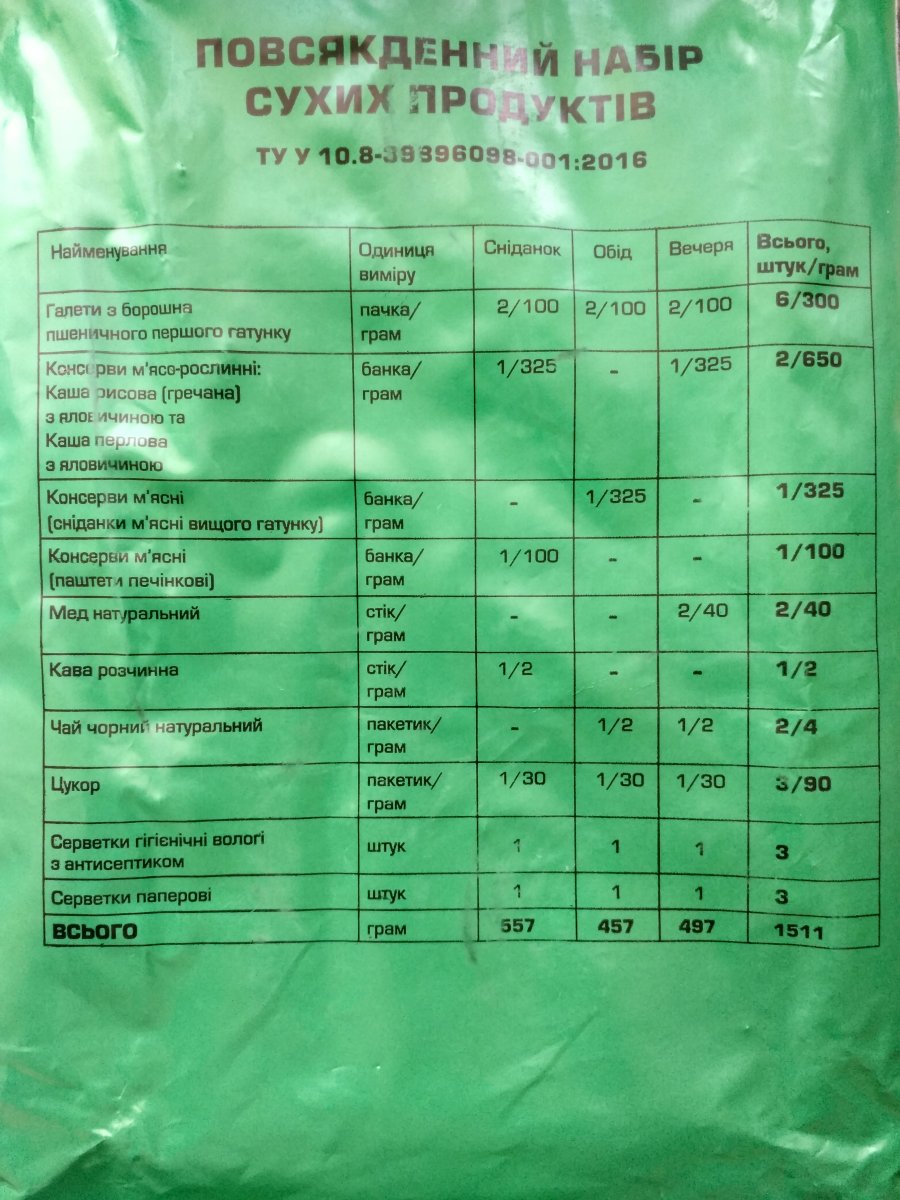 ПОВСЯКДЕННИЙ НАБІР
СУХИХ ПРОДУКТІВ
ТУ У 10.8-39896098-001:2016
Найменування Одиниця виміру Сніданок Обід Вечеря Всього, штук/грам
Галети з борошна пшеничного першого гатунку пачка/грам 2/100 2/100 2/100 6/300
Консерви м'ясо-рослинні:
Каша рисова (гречана)
з яловичиною та
Каша перлова
з яловичиною банка/грам 1/325 - 1/325 2/650
Консерви м'ясні
(сніданки м'ясні вищого гатунку) банка/грам - 1/325 - 1/325
Консерви м'ясні
(паштети печінкові) банка/грам 1/100 - - 1/100
Мед натуральний стік/грам - - 2/40 2/40
Кава розчинна стік/грам 1/2 - - 1/2
Чай чорний натуральний пакетик/грам - 1/2 1/2 2/4
Цукор пакетик/грам 1/30 1/30 1/30 3/90
Серветки гігієнічні вологі
з антисептиком штук 1 1 1 3
Серветки паперові штук 1 1 1 3
ВСЬОГО грам 557 457 497 1511